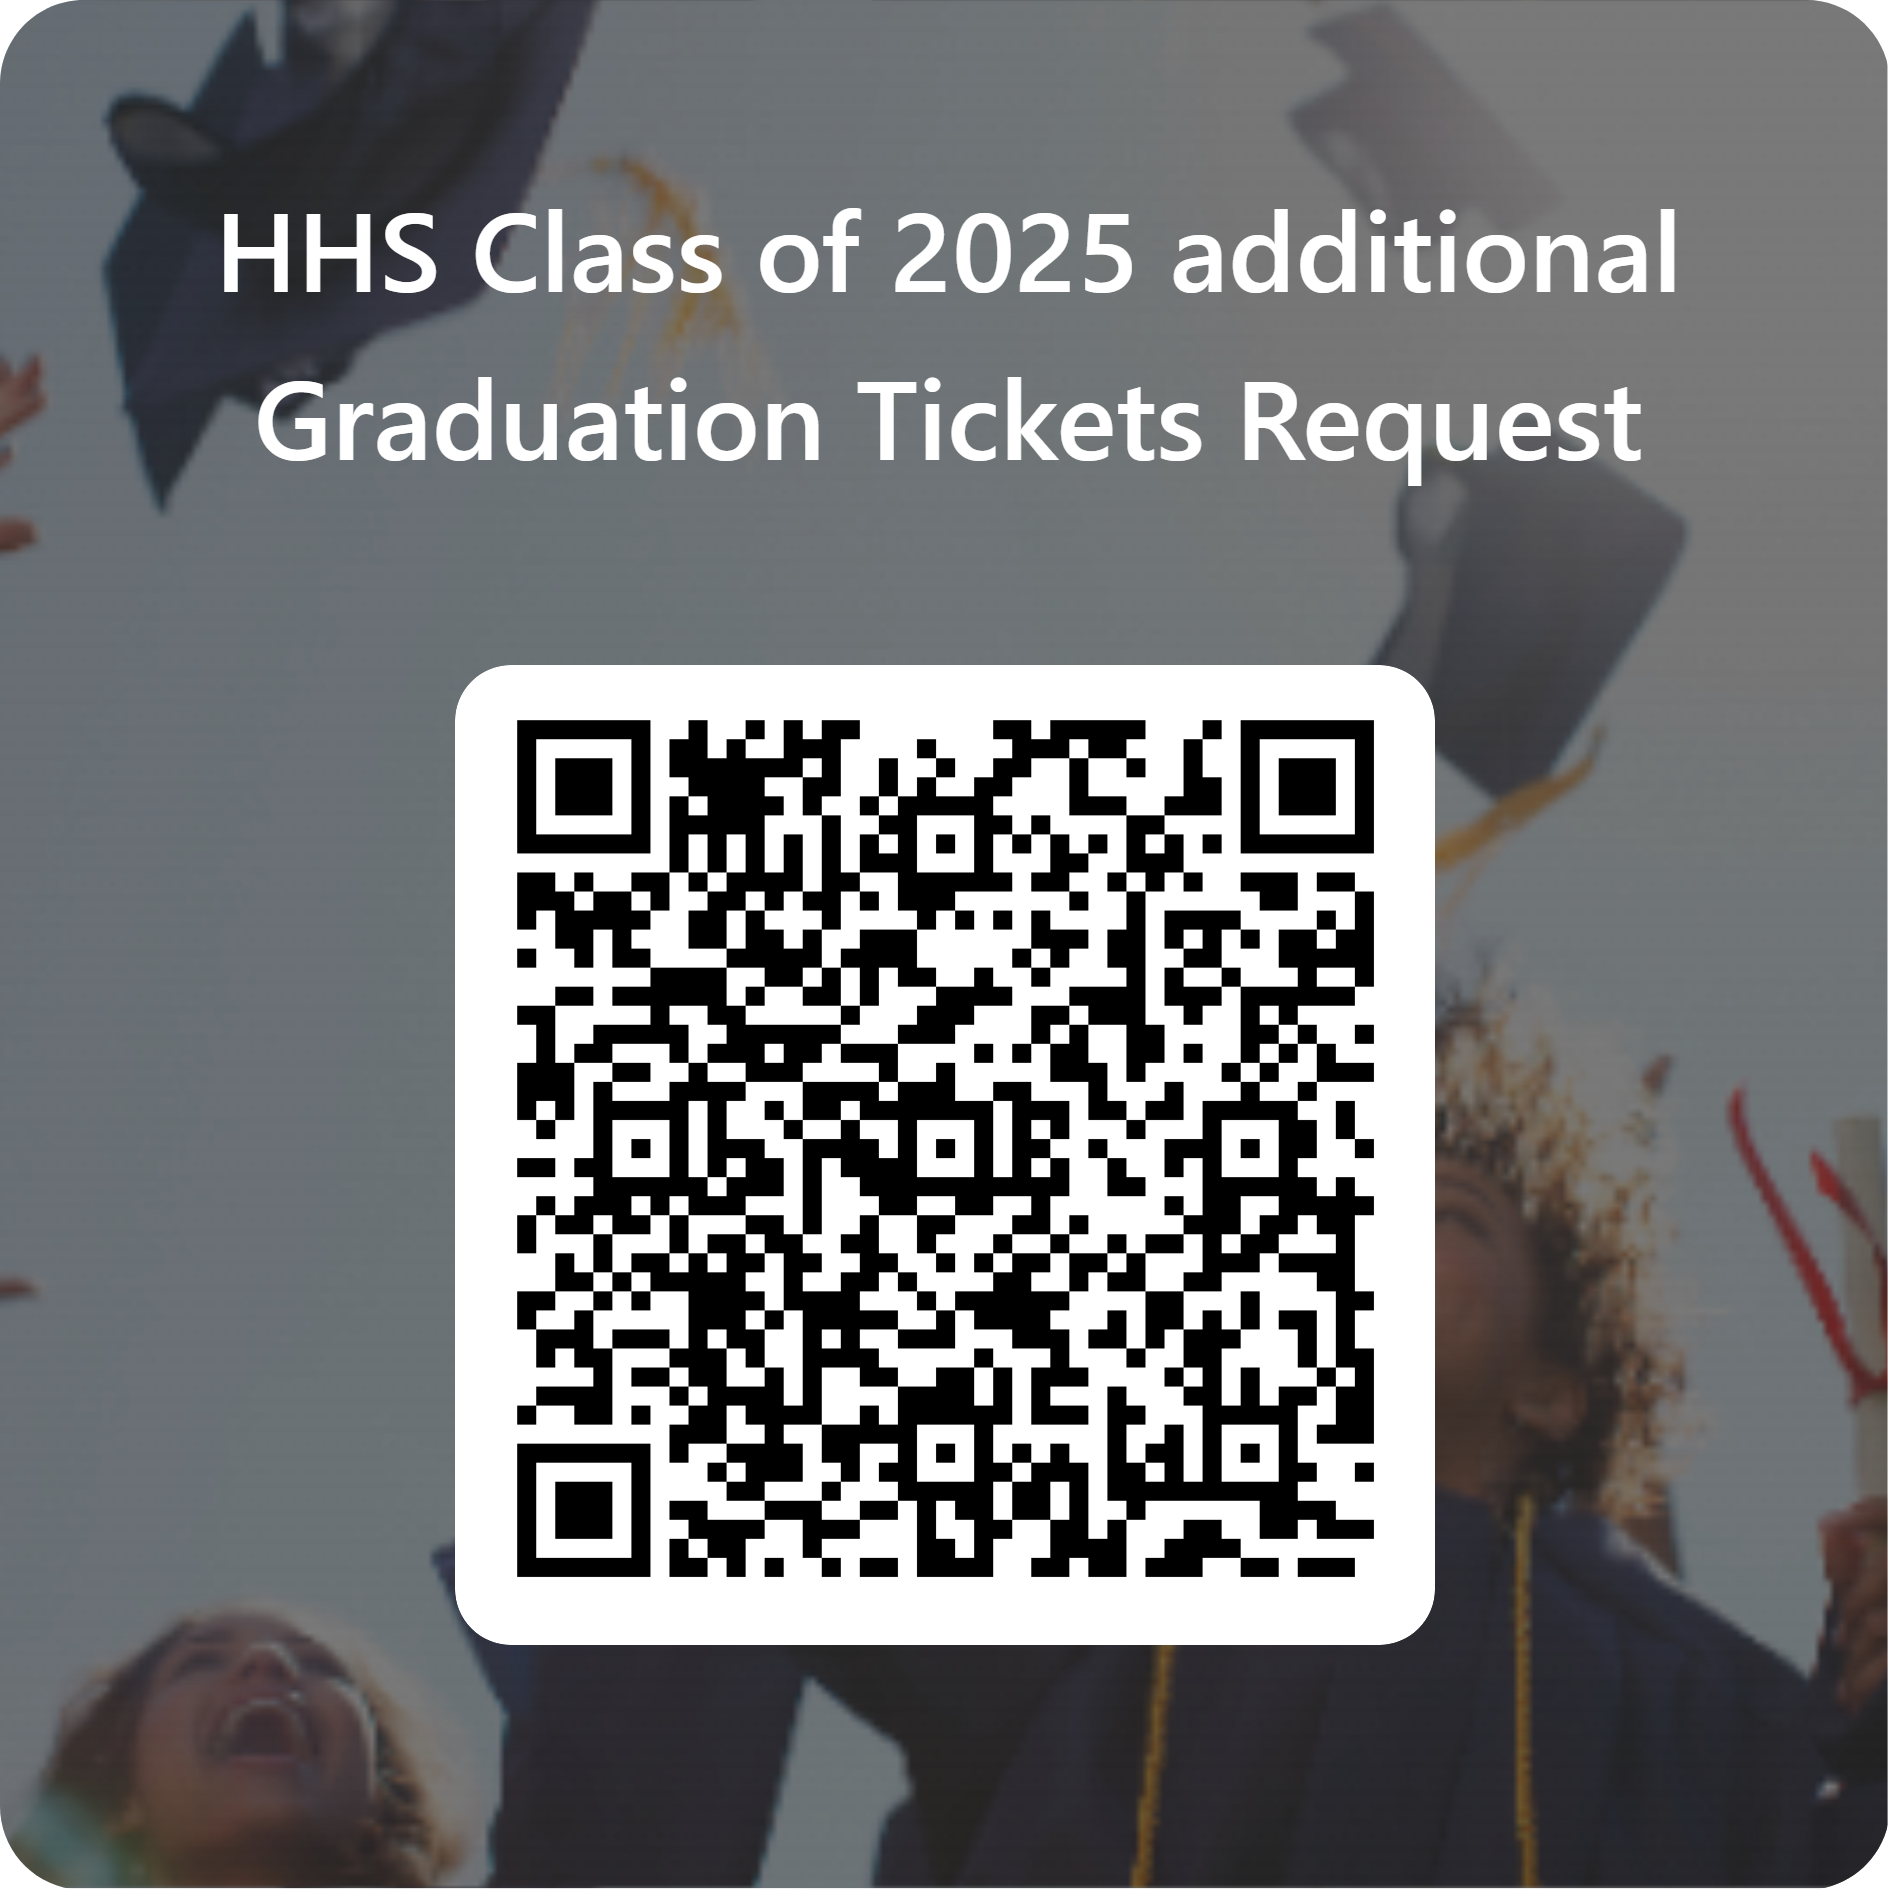 HHS Class of 2025 additional
Graduation Tickets Request